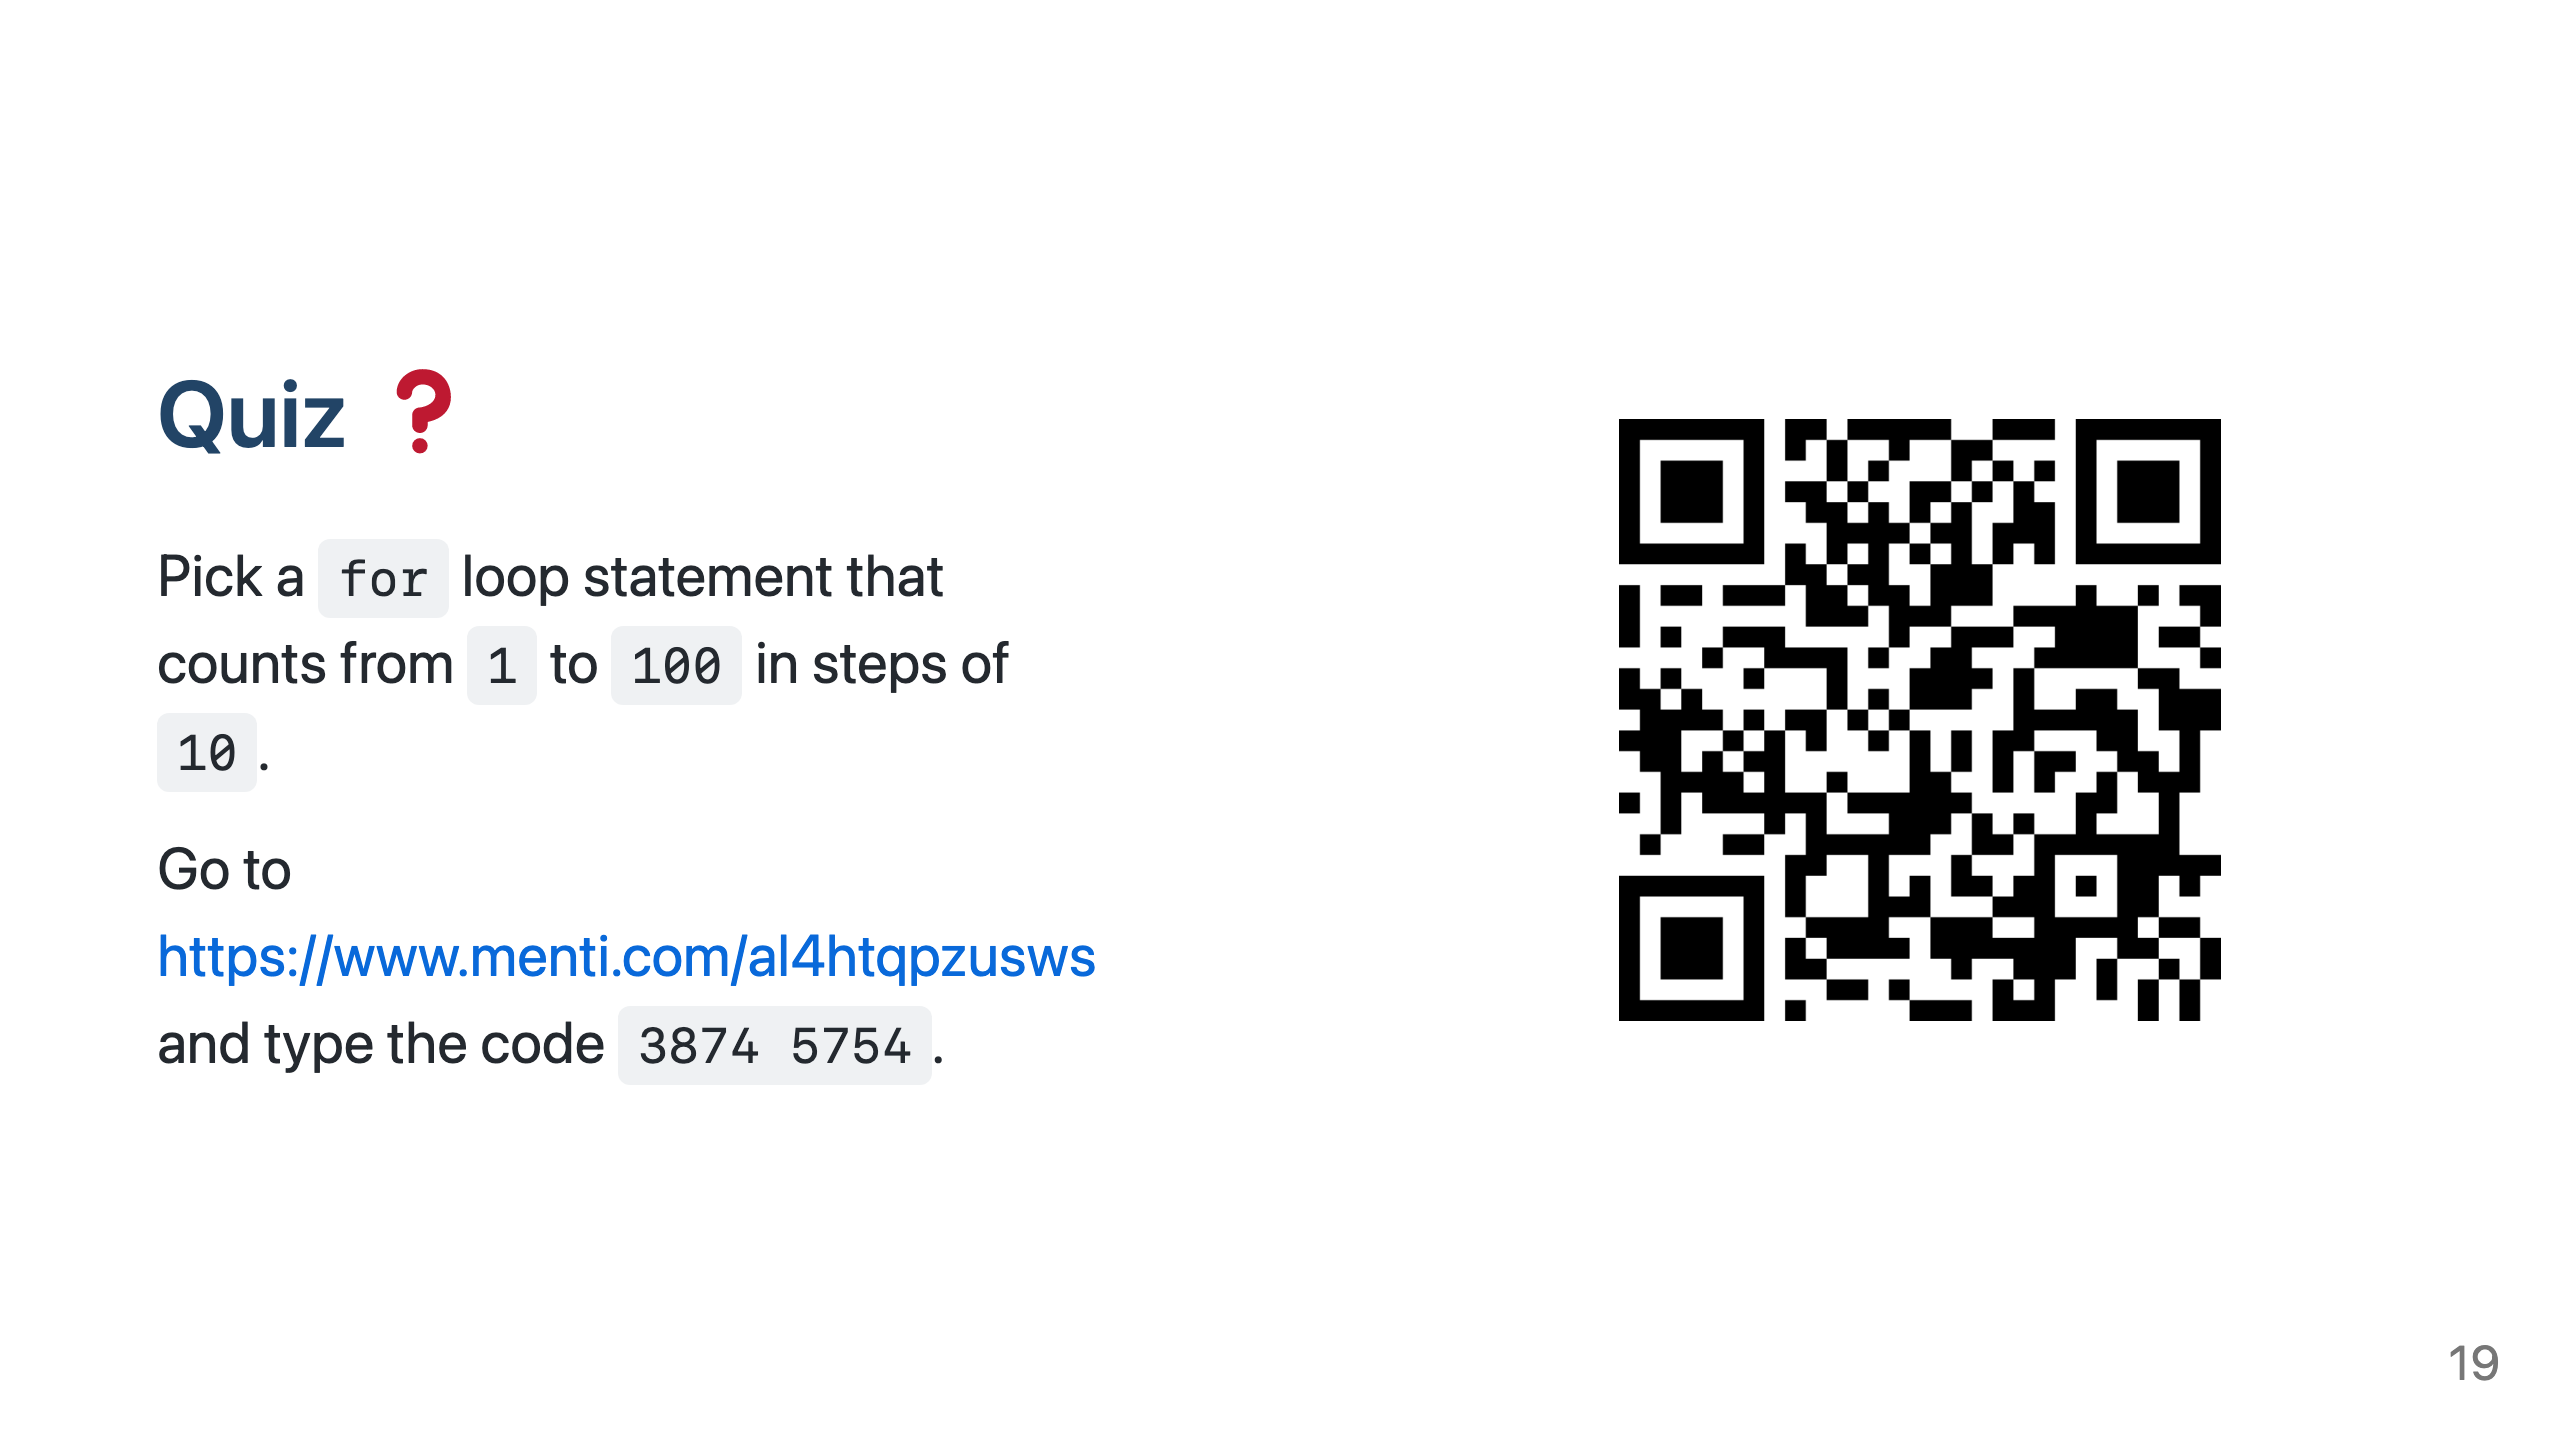 Quiz ❓
Pick a for loop statement that
counts from 1 to 100 in steps of
10.
Go to
https://www.menti.com/al4htqpzusws
and type the code 3874 5754.
19